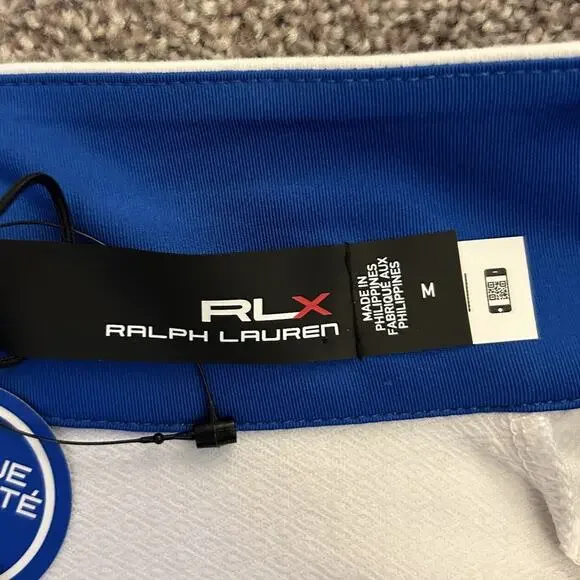 RLX
RALPH LAUREN
MADE IN
PHILIPPINES
FABRIQUE AUX
PHILIPPINES
M